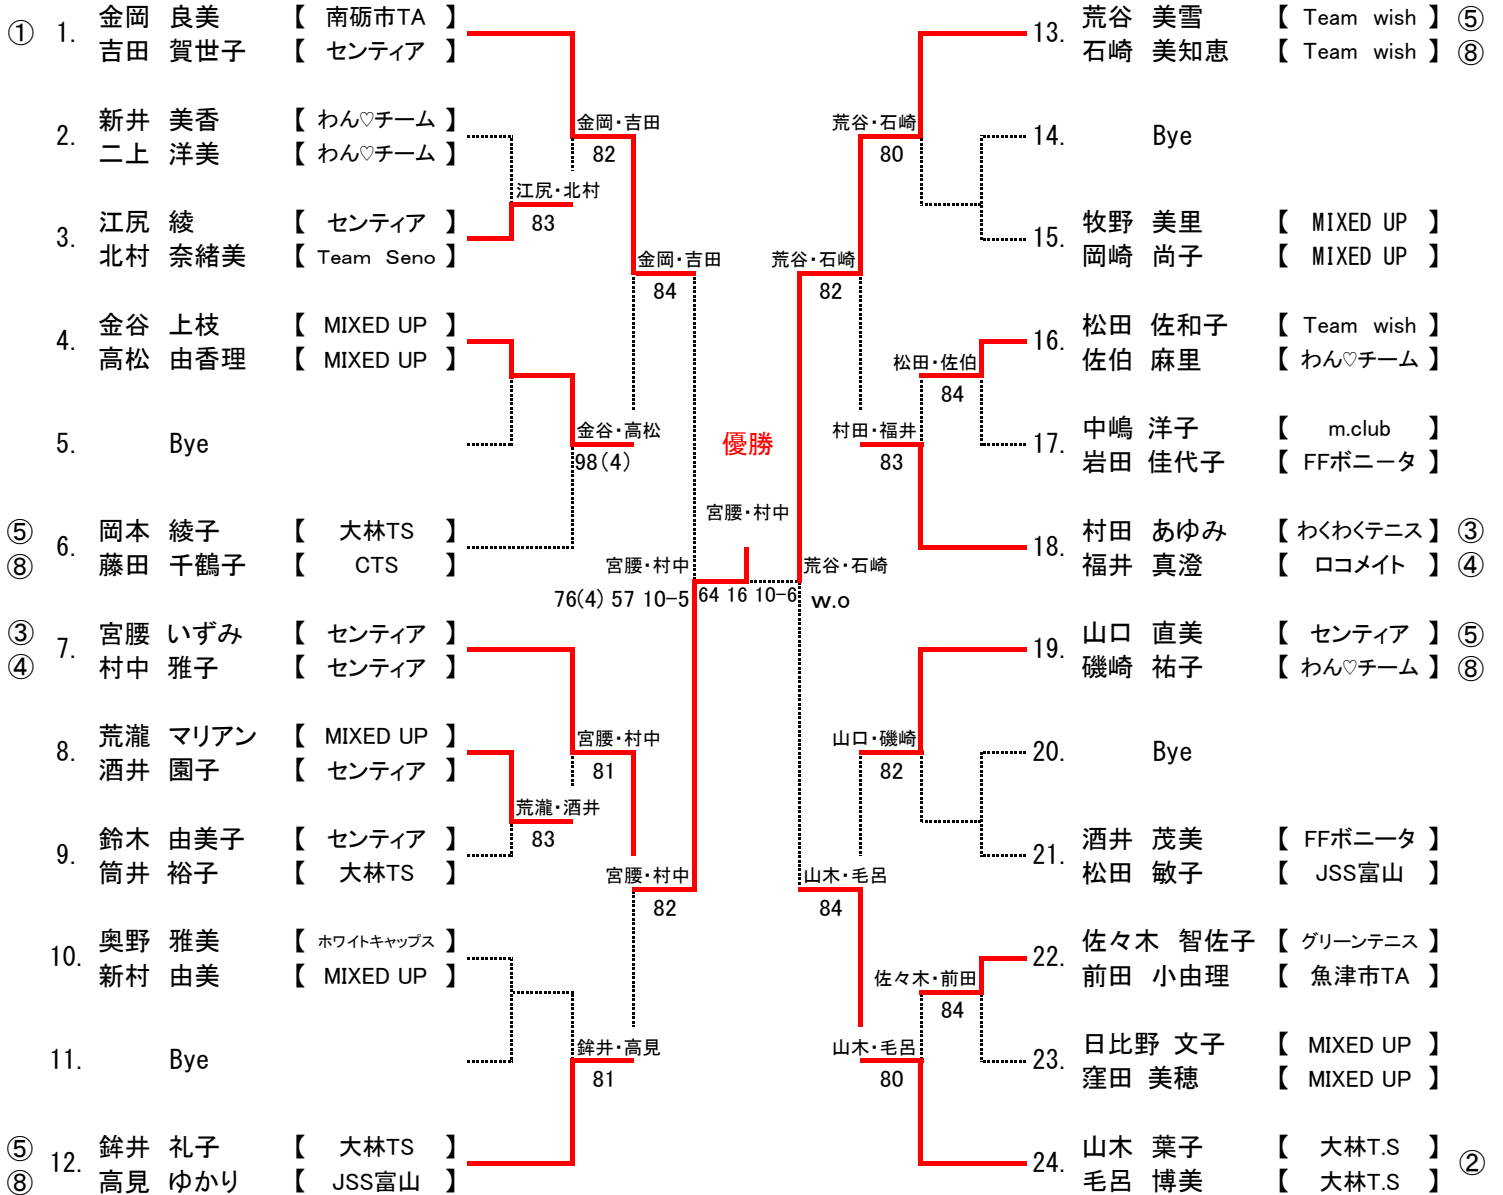 ① 1. 金岡 良美 【 南砺市TA 】
吉田 賀世子 【 センティア 】
2. 新井 美香 【 わん♡チーム 】
二上 洋美 【 わん♡チーム 】
3. 江尻 綾 【 センティア 】
北村 奈緒美 【 Team Seno 】
4. 金谷 上枝 【 MIXED UP 】
高松 由香理 【 MIXED UP 】
5. Bye
⑤ 6. 岡本 綾子 【 大林TS 】
⑧ 藤田 千鶴子 【 CTS 】
③ 7. 宮腰 いずみ 【 センティア 】
④ 村中 雅子 【 センティア 】
8. 荒瀧 マリアン 【 MIXED UP 】
酒井 園子 【 センティア 】
9. 鈴木 由美子 【 センティア 】
筒井 裕子 【 大林TS 】
10. 奥野 雅美 【 ホワイトキャップス 】
新村 由美 【 MIXED UP 】
11. Bye
⑤ 12. 鉾井 礼子 【 大林TS 】
⑧ 高見 ゆかり 【 JSS富山 】
江尻・北村
83
荒瀧・酒井
83
金岡・吉田
82
金谷・高松
98(4)
宮腰・村中
81
鉾井・高見
81
金岡・吉田
84
宮腰・村中
82
宮腰・村中
76(4) 57 10-5
優勝
宮腰・村中
64 16 10-6
荒谷・石崎
w.o
荒谷・石崎
82
山木・毛呂
84
荒谷・石崎
80
村田・福井
83
山口・磯崎
82
山木・毛呂
80
松田・佐伯
84
佐々木・前田
84
13. 荒谷 美雪 【 Team wish 】 ⑤
石崎 美知恵 【 Team wish 】 ⑧
14. Bye
15. 牧野 美里 【 MIXED UP 】
岡崎 尚子 【 MIXED UP 】
16. 松田 佐和子 【 Team wish 】
佐伯 麻里 【 わん♡チーム 】
17. 中嶋 洋子 【 m.club 】
岩田 佳代子 【 FFボニータ 】
18. 村田 あゆみ 【 わくわくテニス 】 ③
福井 真澄 【 ロコメイト 】 ④
19. 山口 直美 【 センティア 】 ⑤
磯崎 祐子 【 わん♡チーム 】 ⑧
20. Bye
21. 酒井 茂美 【 FFボニータ 】
松田 敏子 【 JSS富山 】
22. 佐々木 智佐子 【 グリーンテニス 】
前田 小由理 【 魚津市TA 】
23. 日比野 文子 【 MIXED UP 】
窪田 美穂 【 MIXED UP 】
24. 山木 葉子 【 大林T.S 】 ②
毛呂 博美 【 大林T.S 】